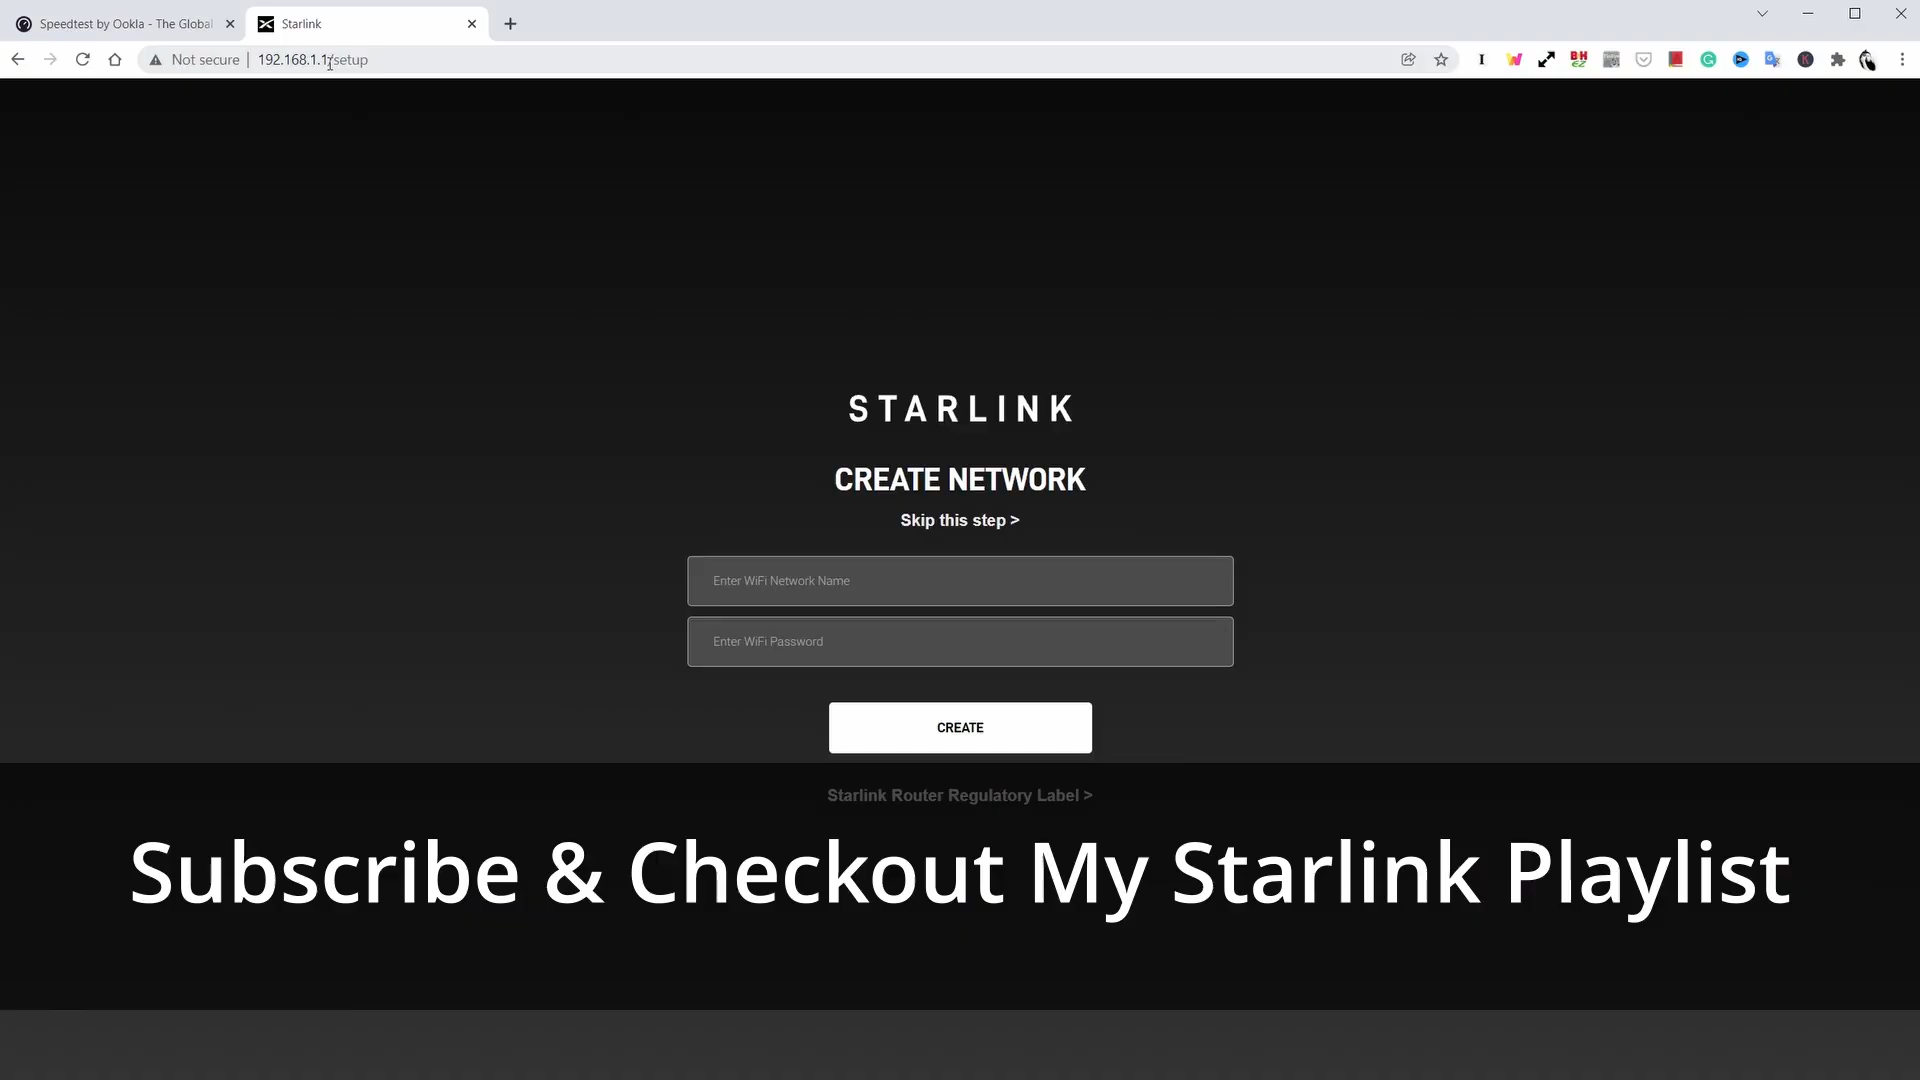 Speedtest by Ookla - The Global
Starlink
Not secure | 192.168.1.1/setup
STARLINK
CREATE NETWORK
Skip this step >
Enter WiFi Network Name
Enter WiFi Password
CREATE
Starlink Router Regulatory Label >
Subscribe & Checkout My Starlink Playlist